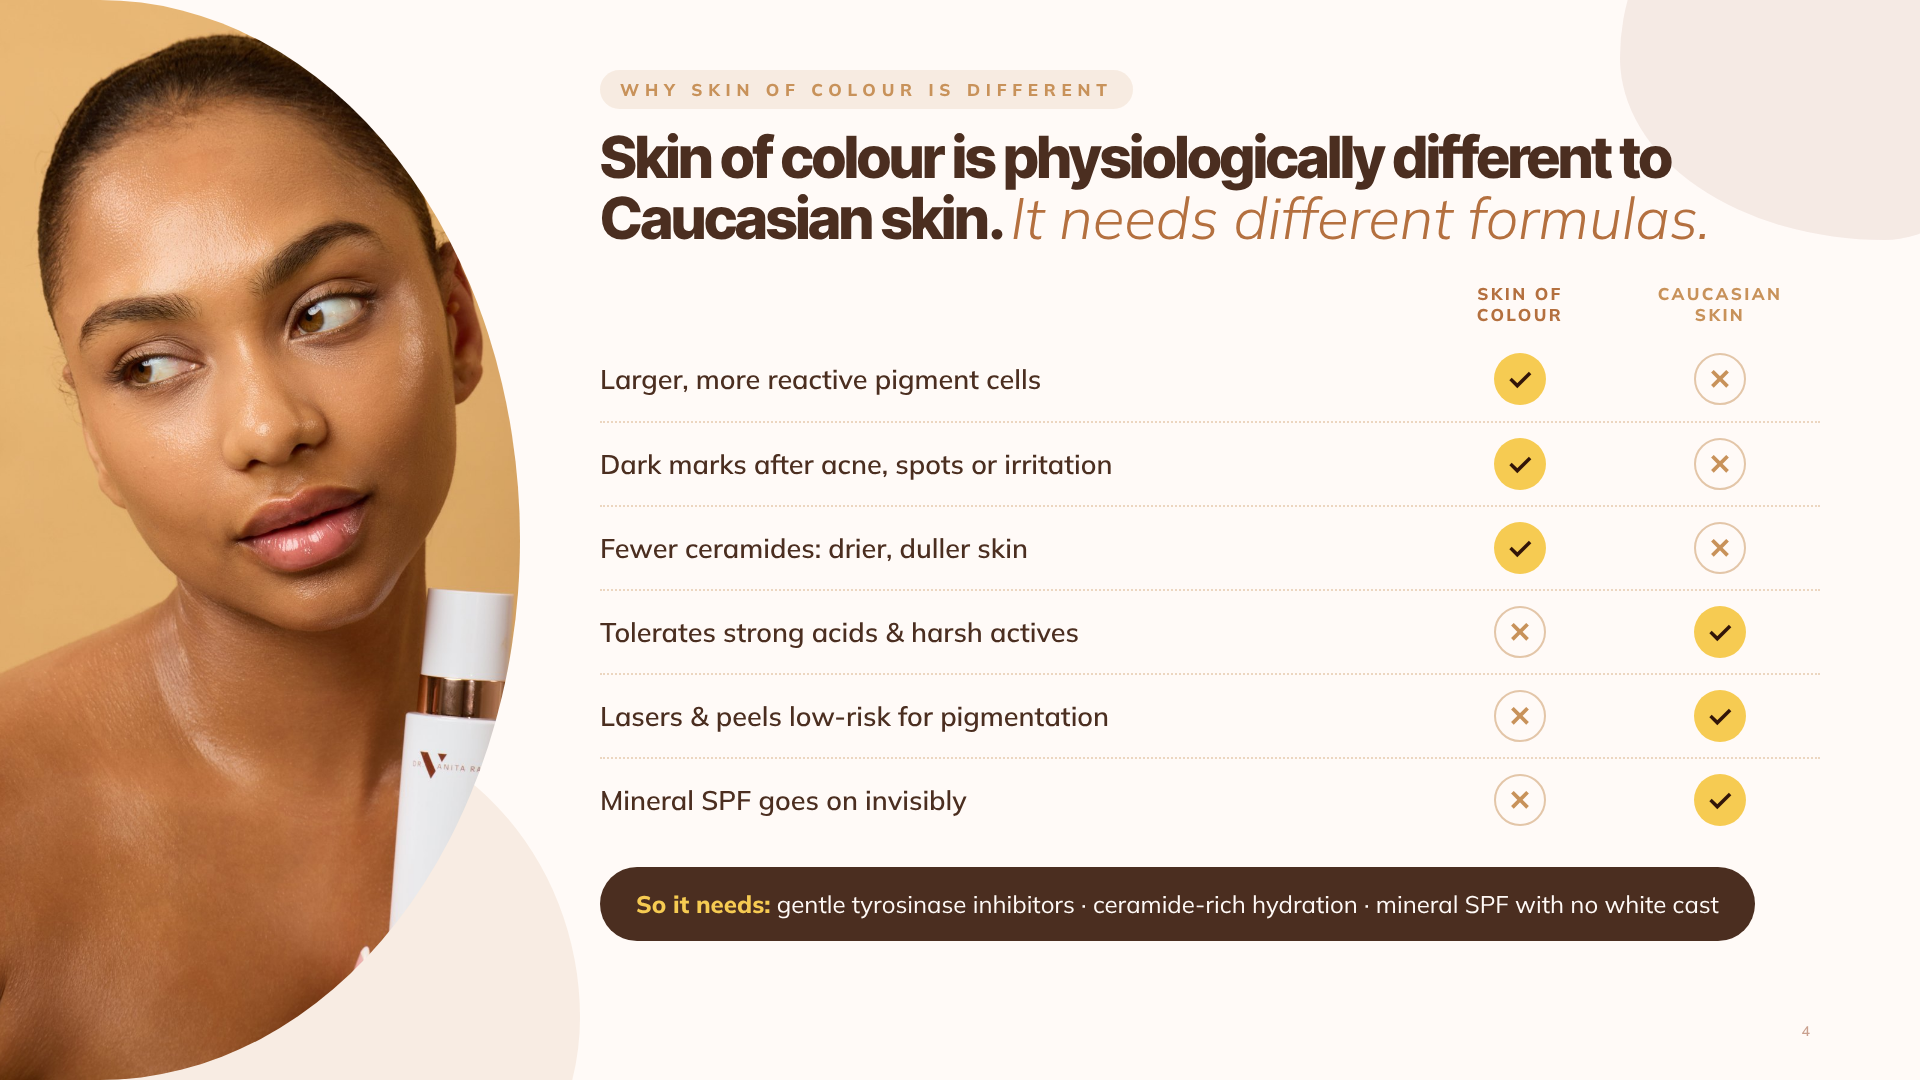 WHY SKIN OF COLOUR IS DIFFERENT
Skin of colour is physiologically different to
Caucasian skin. It needs different formulas.
SKIN OF
COLOUR
CAUCASIAN
SKIN
Larger, more reactive pigment cells
Dark marks after acne, spots or irritation
Fewer ceramides: drier, duller skin
Tolerates strong acids & harsh actives
Lasers & peels low-risk for pigmentation
Mineral SPF goes on invisibly
DR VANITA RA
So it needs: gentle tyrosinase inhibitors · ceramide-rich hydration · mineral SPF with no white cast
4